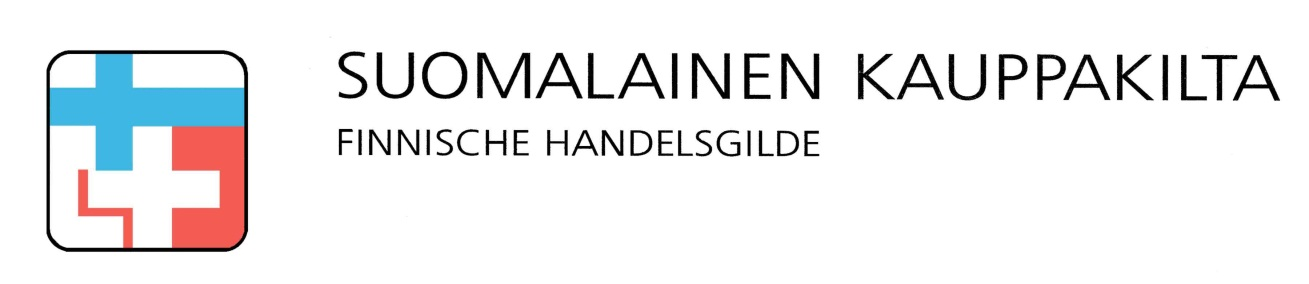 SUOMALAINEN KAUPPAKILTA
FINNISCHE HANDELSGILDE